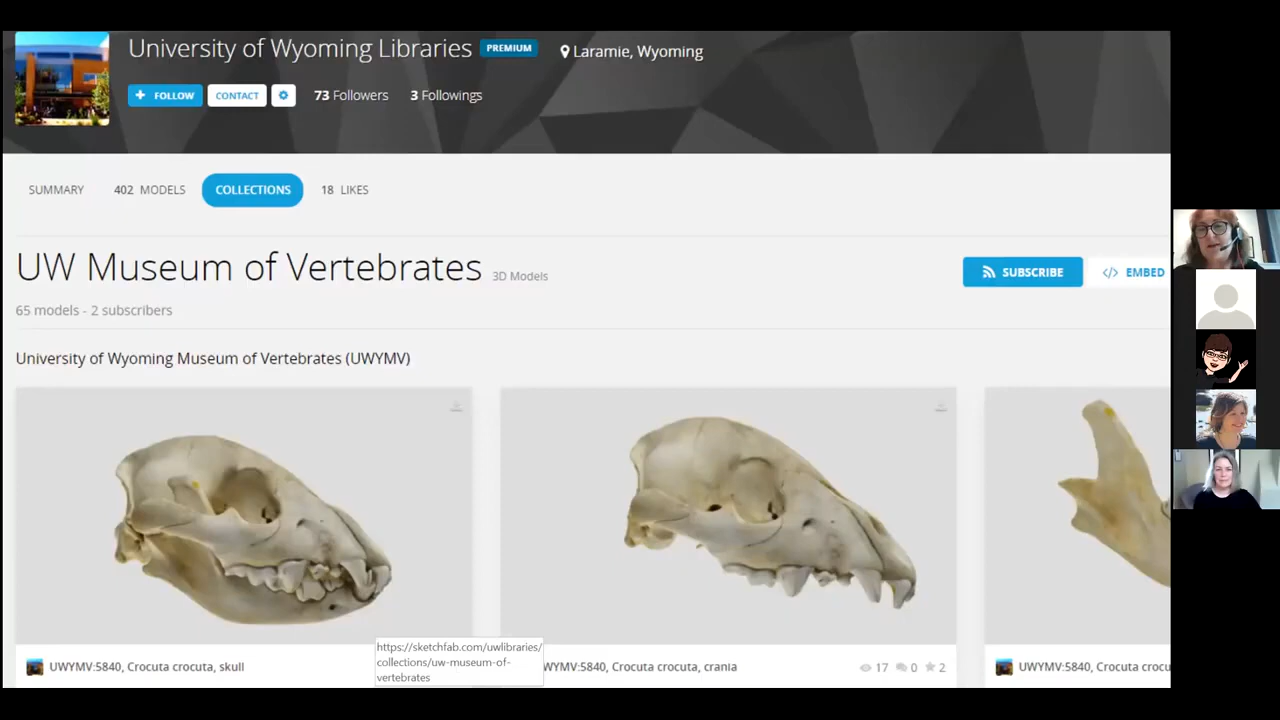 University of Wyoming Libraries PREMIUM Laramie, Wyoming
+ FOLLOW CONTACT 73 Followers 3 Followings
SUMMARY 402 MODELS COLLECTIONS 18 LIKES
UW Museum of Vertebrates 3D Models
SUBSCRIBE </> EMBED
65 models - 2 subscribers
University of Wyoming Museum of Vertebrates (UWYMV)
UWYMV:5840, Crocuta crocuta, skull
https://sketchfab.com/uwlibraries/
collections/uw-museum-of-
vertebrates
WYMV:5840, Crocuta crocuta, crania 17 0 2
UWYMV:5840, Crocuta crocu